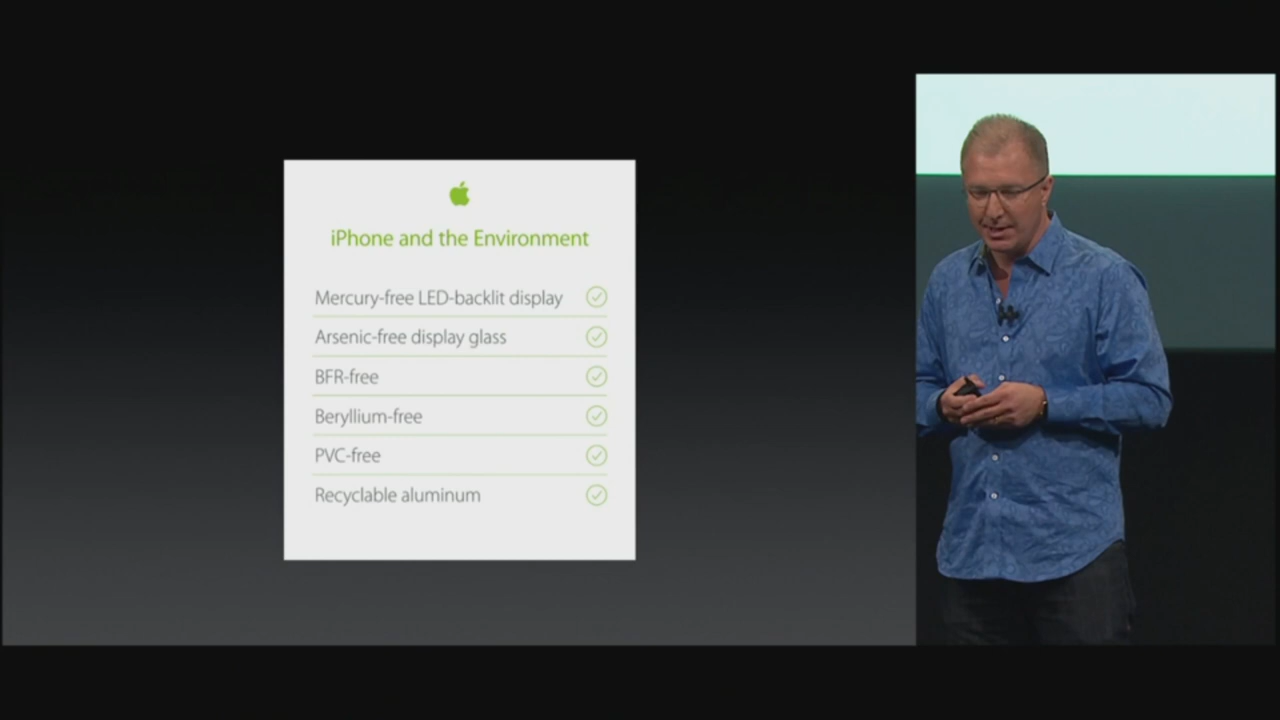 iPhone and the Environment
Mercury-free LED-backlit display
Arsenic-free display glass
BFR-free
Beryllium-free
PVC-free
Recyclable aluminum